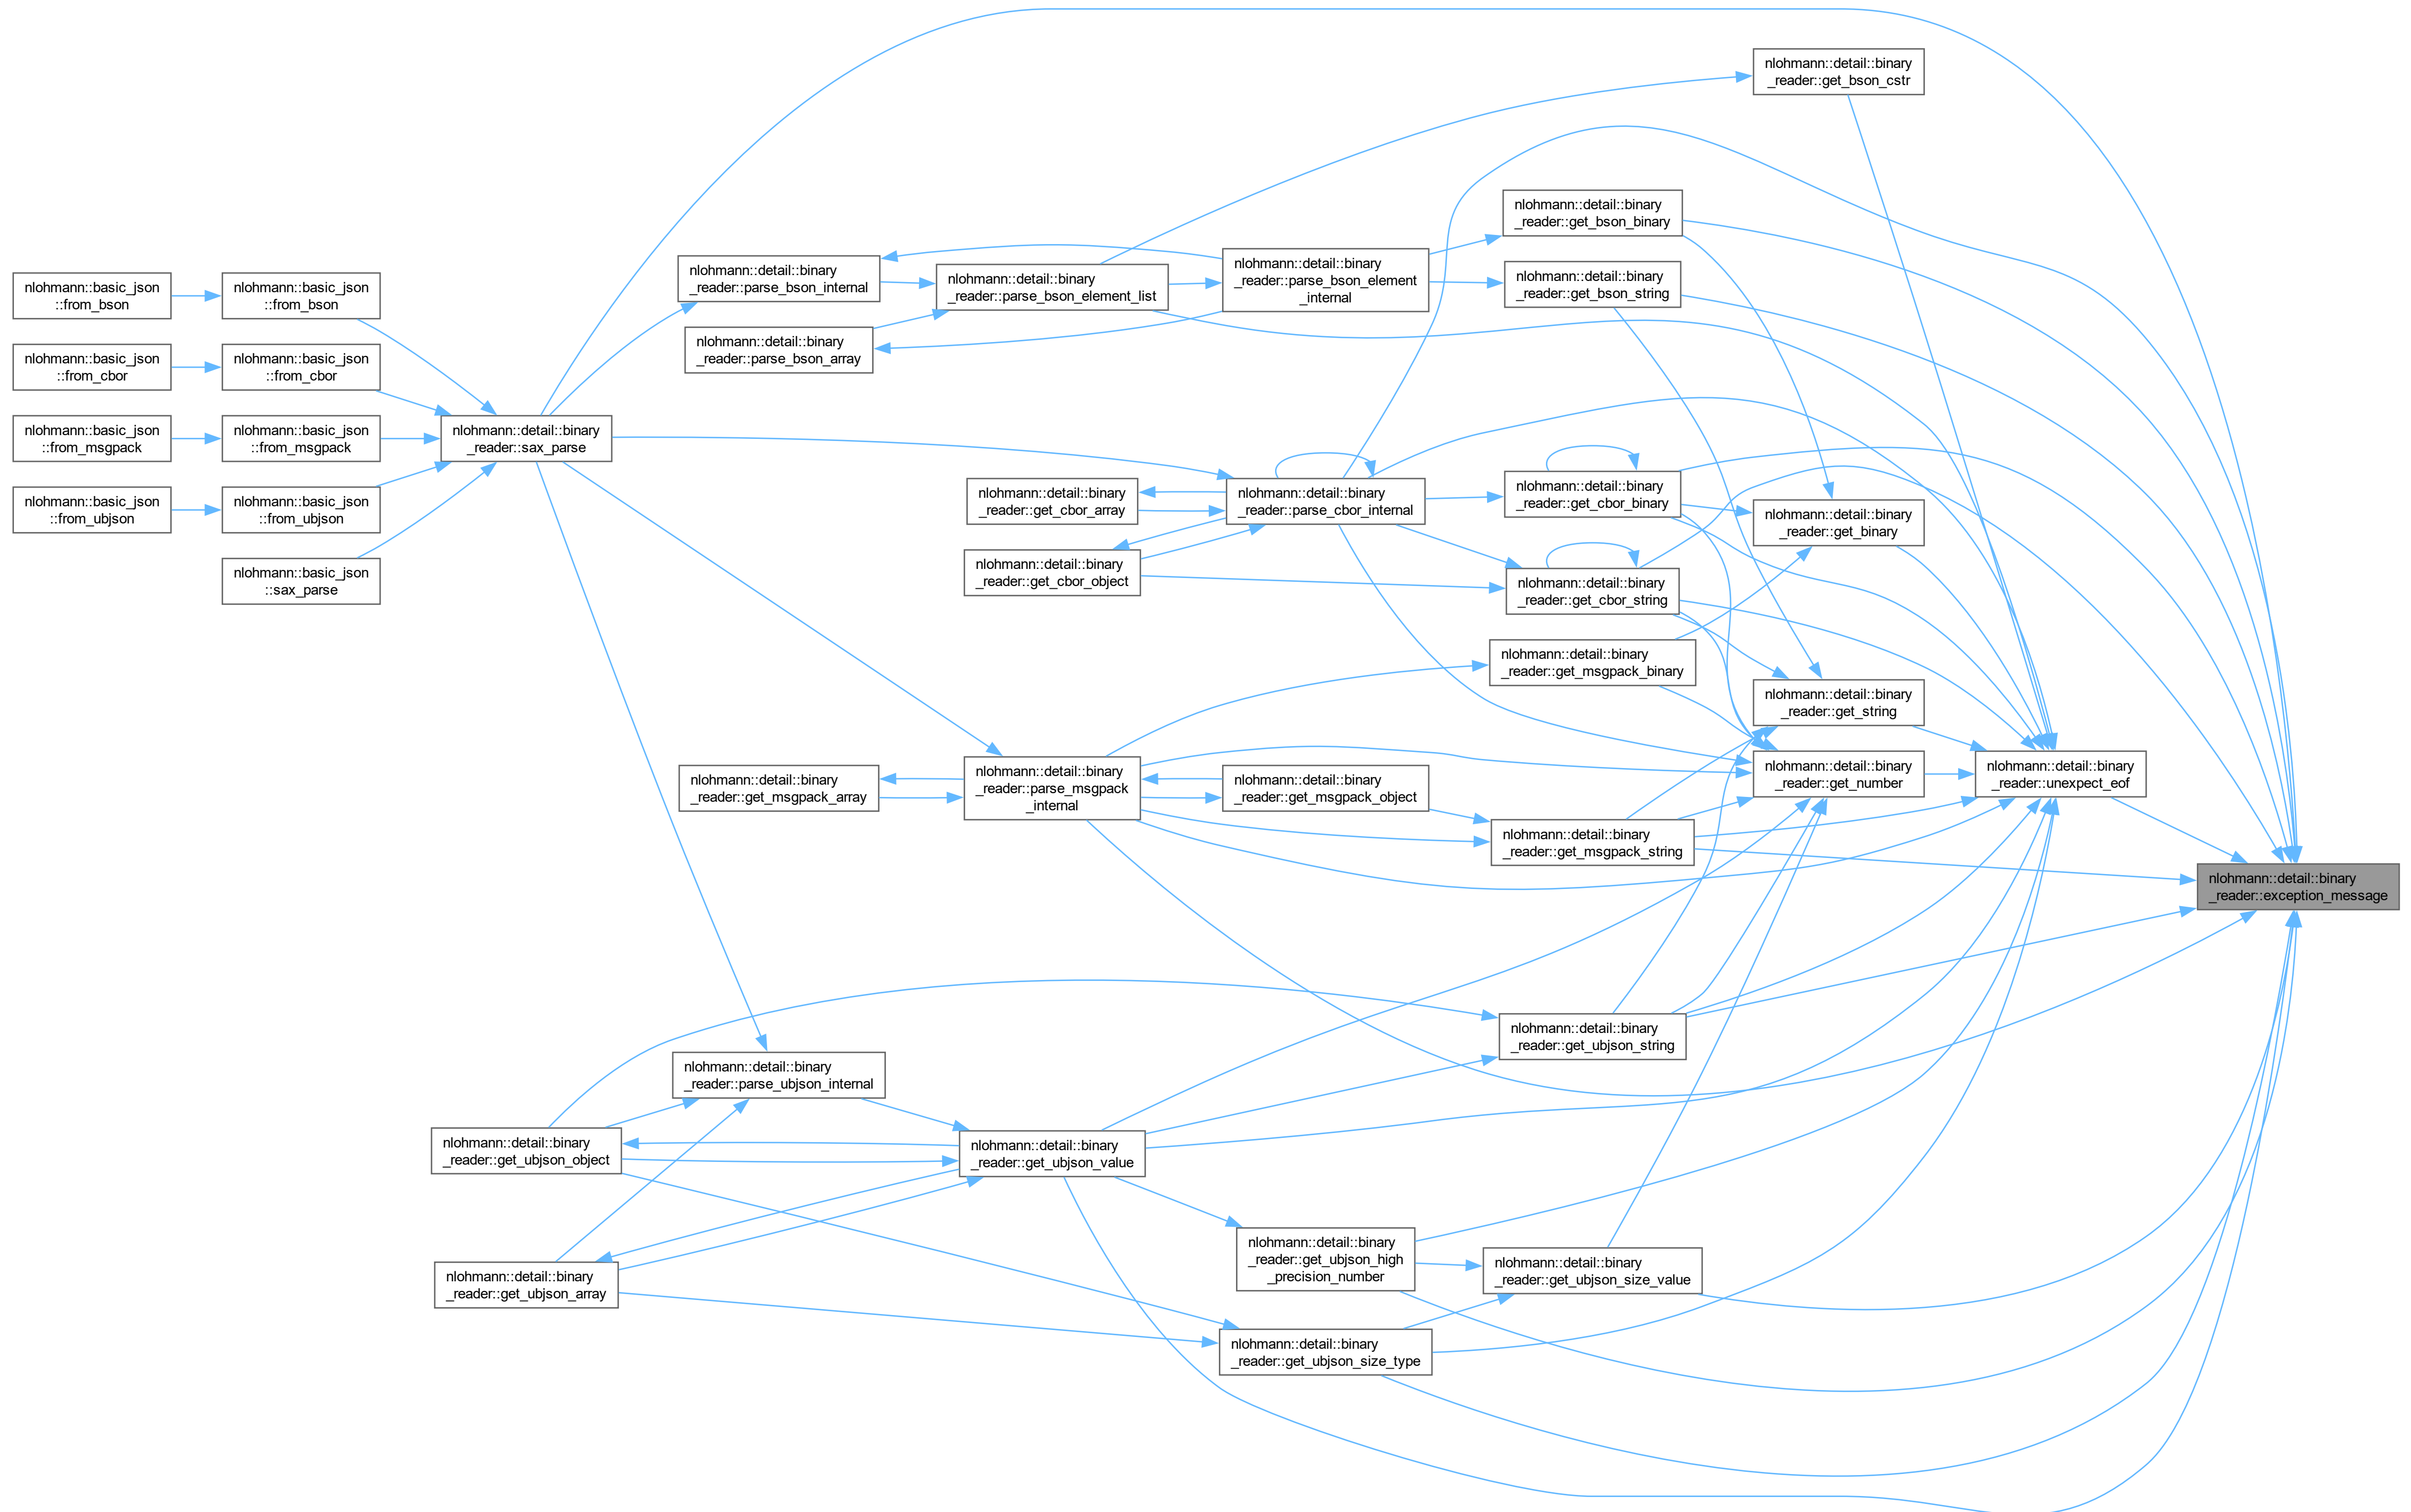 nlohmann::detail::binary
_reader::get_bson_cstr
nlohmann::detail::binary
_reader::get_bson_binary
nlohmann::detail::binary
_reader::parse_bson_internal
nlohmann::detail::binary
_reader::parse_bson_element_list
nlohmann::detail::binary
_reader::parse_bson_element
_internal
nlohmann::detail::binary
_reader::get_bson_string
nlohmann::basic_json
::from_bson
nlohmann::basic_json
::from_bson
nlohmann::detail::binary
_reader::parse_bson_array
nlohmann::basic_json
::from_cbor
nlohmann::basic_json
::from_cbor
nlohmann::basic_json
::from_msgpack
nlohmann::basic_json
::from_msgpack
nlohmann::detail::binary
_reader::sax_parse
nlohmann::basic_json
::from_ubjson
nlohmann::basic_json
::from_ubjson
nlohmann::detail::binary
_reader::get_cbor_array
nlohmann::detail::binary
_reader::parse_cbor_internal
nlohmann::detail::binary
_reader::get_cbor_binary
nlohmann::detail::binary
_reader::get_binary
nlohmann::basic_json
::sax_parse
nlohmann::detail::binary
_reader::get_cbor_object
nlohmann::detail::binary
_reader::get_cbor_string
nlohmann::detail::binary
_reader::get_msgpack_binary
nlohmann::detail::binary
_reader::get_string
nlohmann::detail::binary
_reader::get_msgpack_array
nlohmann::detail::binary
_reader::parse_msgpack
_internal
nlohmann::detail::binary
_reader::get_msgpack_object
nlohmann::detail::binary
_reader::get_number
nlohmann::detail::binary
_reader::unexpect_eof
nlohmann::detail::binary
_reader::get_msgpack_string
nlohmann::detail::binary
_reader::exception_message
nlohmann::detail::binary
_reader::get_ubjson_string
nlohmann::detail::binary
_reader::parse_ubjson_internal
nlohmann::detail::binary
_reader::get_ubjson_object
nlohmann::detail::binary
_reader::get_ubjson_value
nlohmann::detail::binary
_reader::get_ubjson_high
_precision_number
nlohmann::detail::binary
_reader::get_ubjson_size_value
nlohmann::detail::binary
_reader::get_ubjson_array
nlohmann::detail::binary
_reader::get_ubjson_size_type